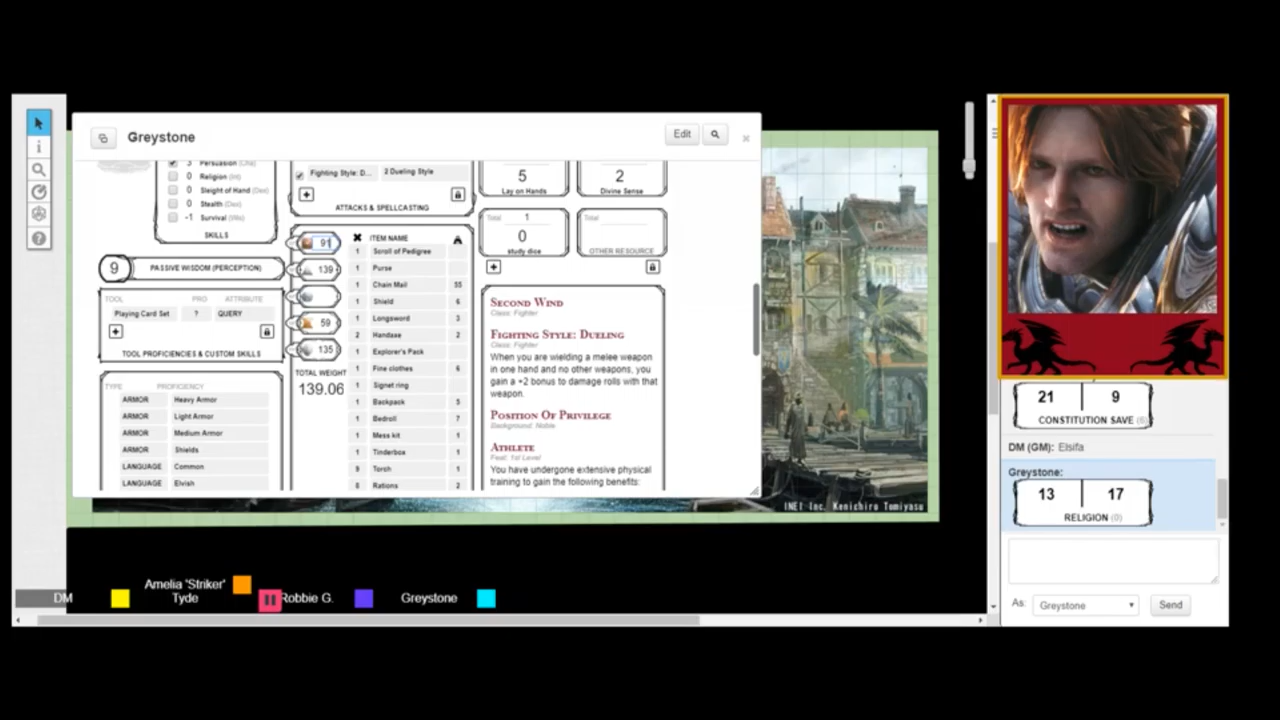 Greystone
Edit
3 Persuasion (Cha)
0 Religion (Int)
0 Sleight of Hand (Dex)
0 Stealth (Dex)
-1 Survival (Wis)
SKILLS
9 PASSIVE WISDOM (PERCEPTION)
TOOL PRO ATTRIBUTE
Playing Card Set ? QUERY
TOOL PROFICIENCIES & CUSTOM SKILLS
TYPE PROFICIENCY
ARMOR Heavy Armor
ARMOR Light Armor
ARMOR Medium Armor
ARMOR Shields
LANGUAGE Common
LANGUAGE Elvish
Fighting Style: D... 2 Dueling Style
ATTACKS & SPELLCASTING
91
139
59
135
TOTAL WEIGHT
139.06
ITEM NAME
1 Scroll of Pedigree
1 Purse
1 Chain Mail 55
1 Shield 6
1 Longsword 3
2 Handaxe 2
1 Explorer's Pack
1 Fine clothes 6
1 Signet ring
1 Backpack 5
1 Bedroll 7
1 Mess kit 1
1 Tinderbox 1
9 Torch 1
8 Rations 2
5
Lay on Hands
2
Divine Sense
Total 1
0
study dice
Total
OTHER RESOURCE
SECOND WIND
Class: Fighter
FIGHTING STYLE: DUELING
Class: Fighter
When you are wielding a melee weapon
in one hand and no other weapons, you
gain a +2 bonus to damage rolls with that
weapon.
POSITION OF PRIVILEGE
Background: Noble
ATHLETE
Feat: 1st Level
You have undergone extensive physical
training to gain the following benefits:
INEI Inc. Kenichiro Tomiyasu
DM
Amelia 'Striker'
Tyde
Robbie G.
Greystone
21 9
CONSTITUTION SAVE (6)
DM (GM): Elsifa
Greystone:
13 17
RELIGION (0)
As: Greystone Send